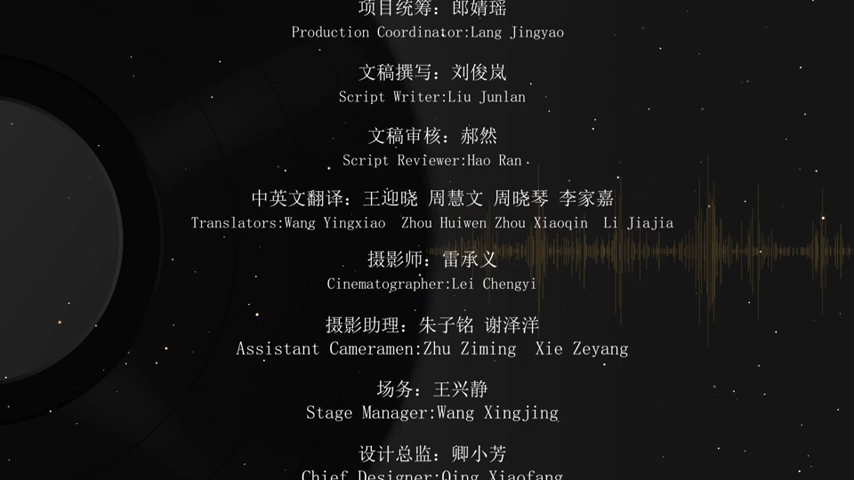 项目统筹：郎婧瑶
Production Coordinator:Lang Jingyao
文稿撰写：刘俊岚
Script Writer:Liu Junlan
文稿审核：郝然
Script Reviewer:Hao Ran
中英文翻译：王迎晓 周慧文 周晓琴 李家嘉
Translators:Wang Yingxiao Zhou Huiwen Zhou Xiaoqin Li Jiajia
摄影师：雷承义
Cinematographer:Lei Chengyi
摄影助理：朱子铭 谢泽洋
Assistant Cameramen:Zhu Ziming Xie Zeyang
场务：王兴静
Stage Manager:Wang Xingjing
设计总监：卿小芳
Chief Designer:Qing Xiaofang